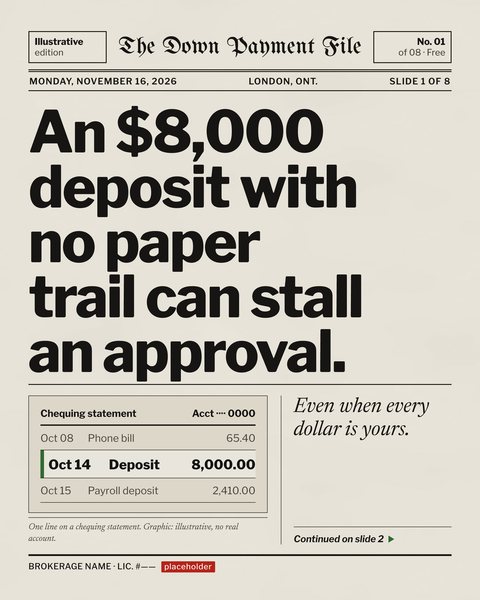 Illustrative
edition
The Down Payment File
No. 01
of 08 · Free
MONDAY, NOVEMBER 16, 2026
LONDON, ONT.
SLIDE 1 OF 8
An $8,000
deposit with
no paper
trail can stall
an approval.
Chequing statement
Acct ···· 0000
Oct 08 Phone bill 65.40
Oct 14 Deposit 8,000.00
Oct 15 Payroll deposit 2,410.00
One line on a chequing statement. Graphic: illustrative, no real
account.
Even when every
dollar is yours.
Continued on slide 2 ▶
BROKERAGE NAME · LIC. #—— placeholder